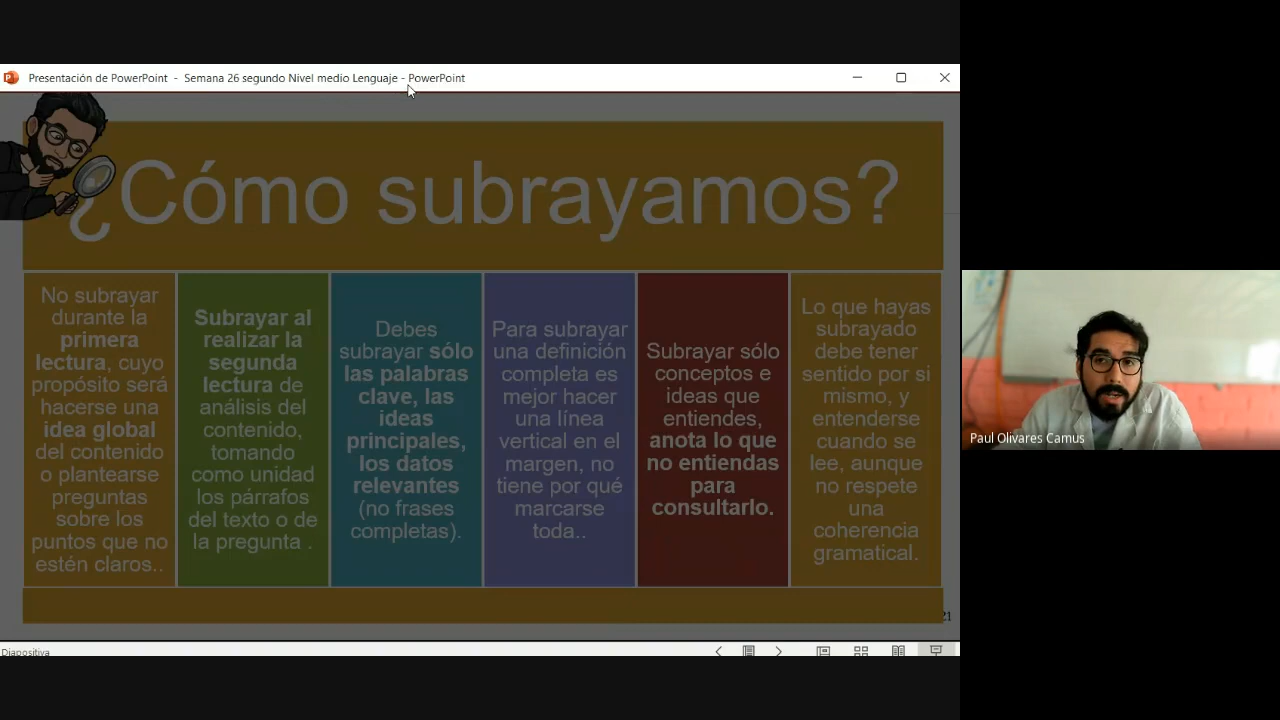 Presentación de PowerPoint - Semana 26 segundo Nivel medio Lenguaje - PowerPoint
¿Cómo subrayamos?
No subrayar
durante la
primera
lectura, cuyo
propósito será
hacerse una
idea global
del contenido
o plantearse
preguntas
sobre los
puntos que no
estén claros..
Subrayar al
realizar la
segunda
lectura de
análisis del
contenido,
tomando
como unidad
los párrafos
del texto o de
la pregunta .
Debes
subrayar sólo
las palabras
clave, las
ideas
principales,
los datos
relevantes
(no frases
completas).
Para subrayar
una definición
completa es
mejor hacer
una línea
vertical en el
margen, no
tiene por qué
marcarse
toda..
Subrayar sólo
conceptos e
ideas que
entiendes,
anota lo que
no entiendas
para
consultarlo.
Lo que hayas
subrayado
debe tener
sentido por si
mismo, y
entenderse
cuando se
lee, aunque
no respete
una
coherencia
gramatical.
21
Diapositiva
Paul Olivares Camus